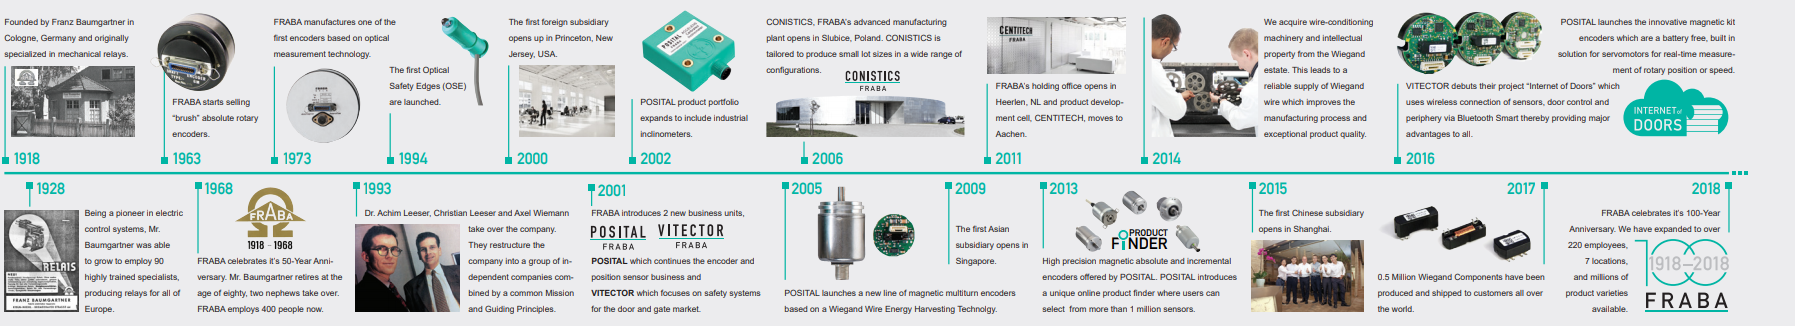 Founded by Franz Baumgartner in
Cologne, Germany and originally
specialized in mechanical relays.
1918
FRABA starts selling
"brush" absolute rotary
encoders.
1963
FRABA manufactures one of the
first encoders based on optical
measurement technology.
1973
The first Optical
Safety Edges (OSE)
are launched.
1994
The first foreign subsidiary
opens up in Princeton, New
Jersey, USA.
2000
POSITAL
POSITAL product portfolio
expands to include industrial
inclinometers.
2002
CONISTICS, FRABA's advanced manufacturing
plant opens in Slubice, Poland. CONISTICS is
tailored to produce small lot sizes in a wide range of
configurations.
CONISTICS
FRABA
2006
CENTITECH
FRABA
FRABA's holding office opens in
Heerlen, NL and product develop-
ment cell, CENTITECH, moves to
Aachen.
2011
2014
We acquire wire-conditioning
machinery and intellectual
property from the Wiegand
estate. This leads to a
reliable supply of Wiegand
wire which improves the
manufacturing process and
exceptional product quality.
POSITAL launches the innovative magnetic kit
encoders which are a battery free, built in
solution for servomotors for real-time measure-
ment of rotary position or speed.
VITECTOR debuts their project "Internet of Doors" which
uses wireless connection of sensors, door control and
periphery via Bluetooth Smart thereby providing major
advantages to all.
INTERNET of
DOORS
2016
1928
RELAIS
FRANZ BAUMGARTNER
Being a pioneer in electric
control systems, Mr.
Baumgartner was able
to grow to employ 90
highly trained specialists,
producing relays for all of
Europe.
1968
FRABA
1918 - 1968
FRABA celebrates it's 50-Year Anni-
versary. Mr. Baumgartner retires at the
age of eighty, two nephews take over.
FRABA employs 400 people now.
1993
Dr. Achim Leeser, Christian Leeser and Axel Wiemann
take over the company.
They restructure the
company into a group of in-
dependent companies com-
bined by a common Mission
and Guiding Principles.
2001
FRABA introduces 2 new business units,
POSITAL
FRABA
VITECTOR
FRABA
POSITAL which continues the encoder and
position sensor business and
VITECTOR which focuses on safety systems
for the door and gate market.
2005
POSITAL launches a new line of magnetic multiturn encoders
based on a Wiegand Wire Energy Harvesting Technolgy.
2009
The first Asian
subsidiary opens in
Singapore.
2013
PRODUCT
FINDER
High precision magnetic absolute and incremental
encoders offered by POSITAL. POSITAL introduces
a unique online product finder where users can
select from more than 1 million sensors.
2015
The first Chinese subsidiary
opens in Shanghai.
2017
0.5 Million Wiegand Components have been
produced and shipped to customers all over
the world.
2018
FRABA celebrates it's 100-Year
Anniversary. We have expanded to over
220 employees,
7 locations,
and millions of
product varieties
available.
100
1918–2018
FRABA